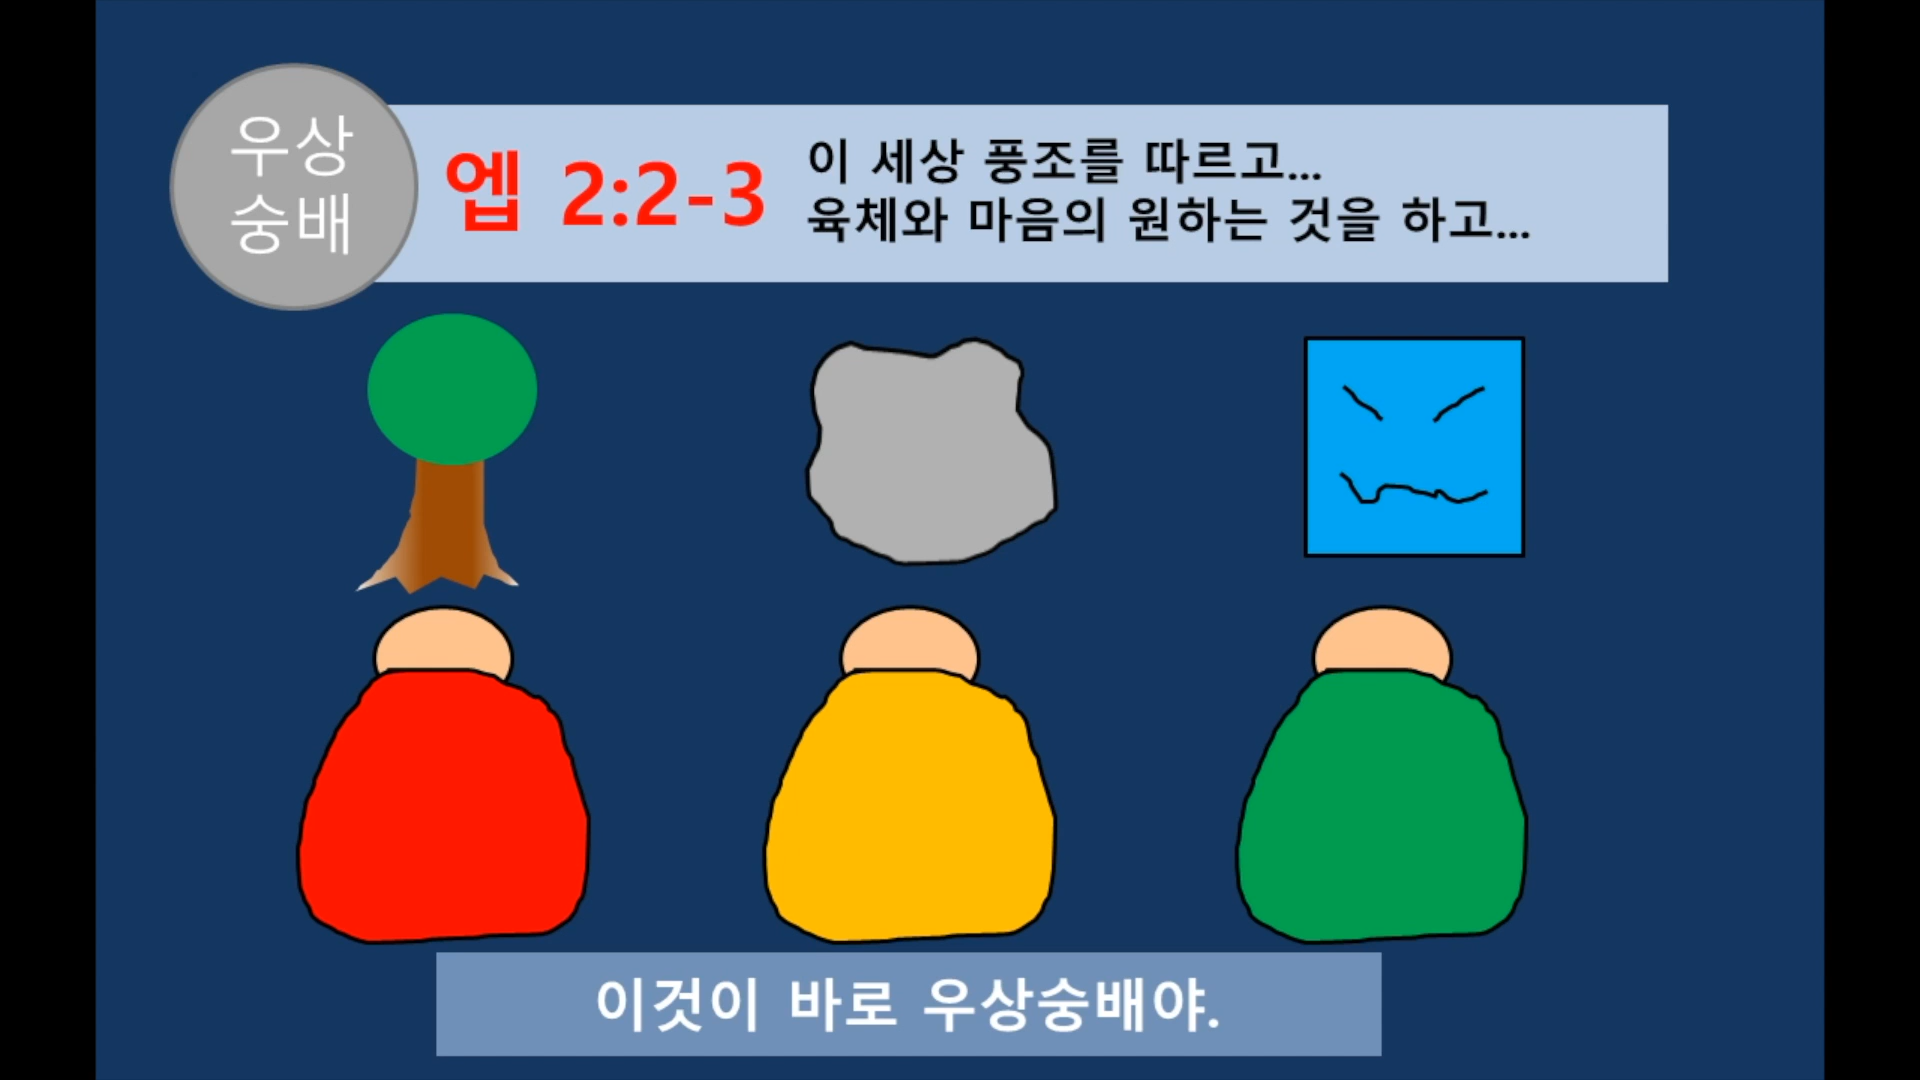 우상
숭배
엡 2:2-3
이 세상 풍조를 따르고...
육체와 마음의 원하는 것을 하고...
이것이 바로 우상숭배야.